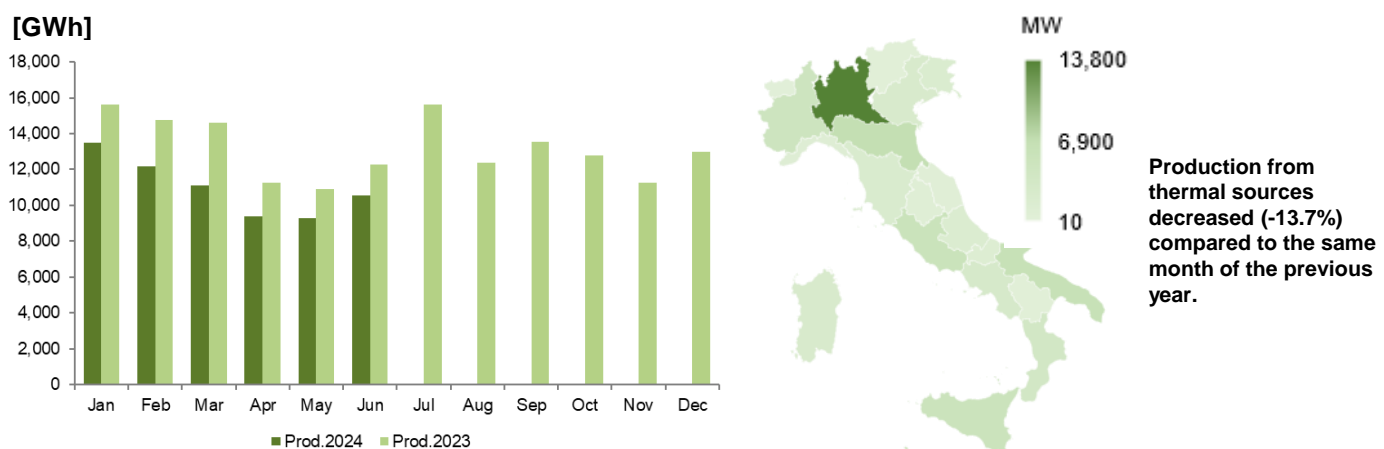 [GWh]
18,000
16,000
14,000
12,000
10,000
8,000
6,000
4,000
2,000
0
Jan Feb Mar Apr May Jun Jul Aug Sep Oct Nov Dec
Prod.2024 Prod.2023
MW
13,800
6,900
10
Production from
thermal sources
decreased (-13.7%)
compared to the same
month of the previous
year.